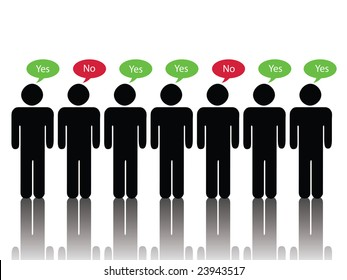 Yes
No
Yes
Yes
No
Yes
Yes
shutterstock.com · 23943517